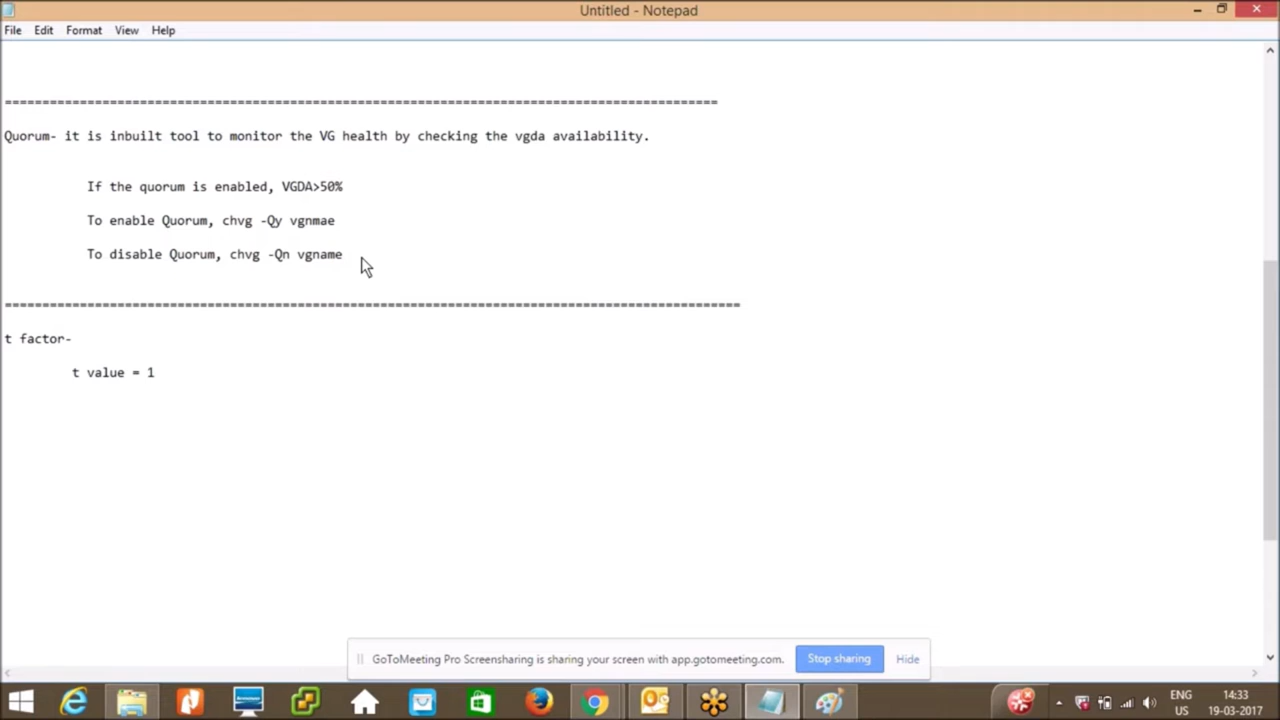 Untitled - Notepad
File Edit Format View Help
===============================================================================================
Quorum- it is inbuilt tool to monitor the VG health by checking the vgda availability.
If the quorum is enabled, VGDA>50%
To enable Quorum, chvg -Qy vgnmae
To disable Quorum, chvg -Qn vgname
==================================================================================================
t factor-
t value = 1
GoToMeeting Pro Screensharing is sharing your screen with app.gotomeeting.com. Stop sharing Hide
ENG 14:33
US 19-03-2017